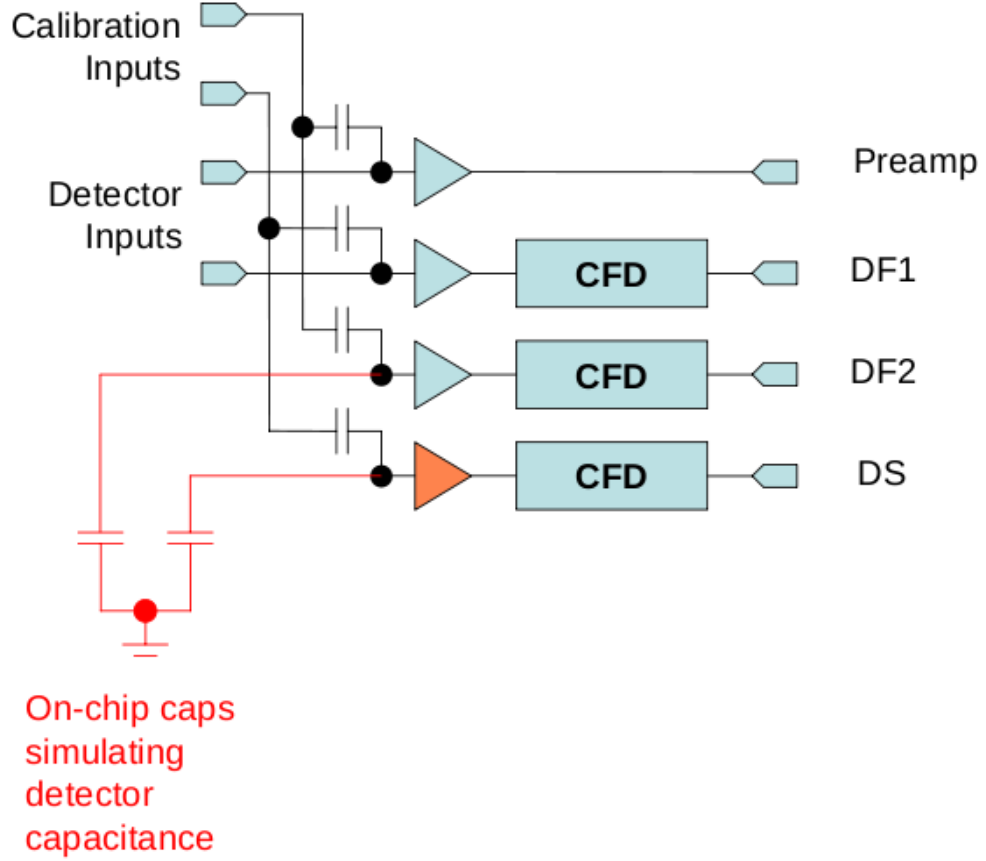 Calibration
Inputs
Detector
Inputs
Preamp
CFD
DF1
CFD
DF2
CFD
DS
On-chip caps
simulating
detector
capacitance